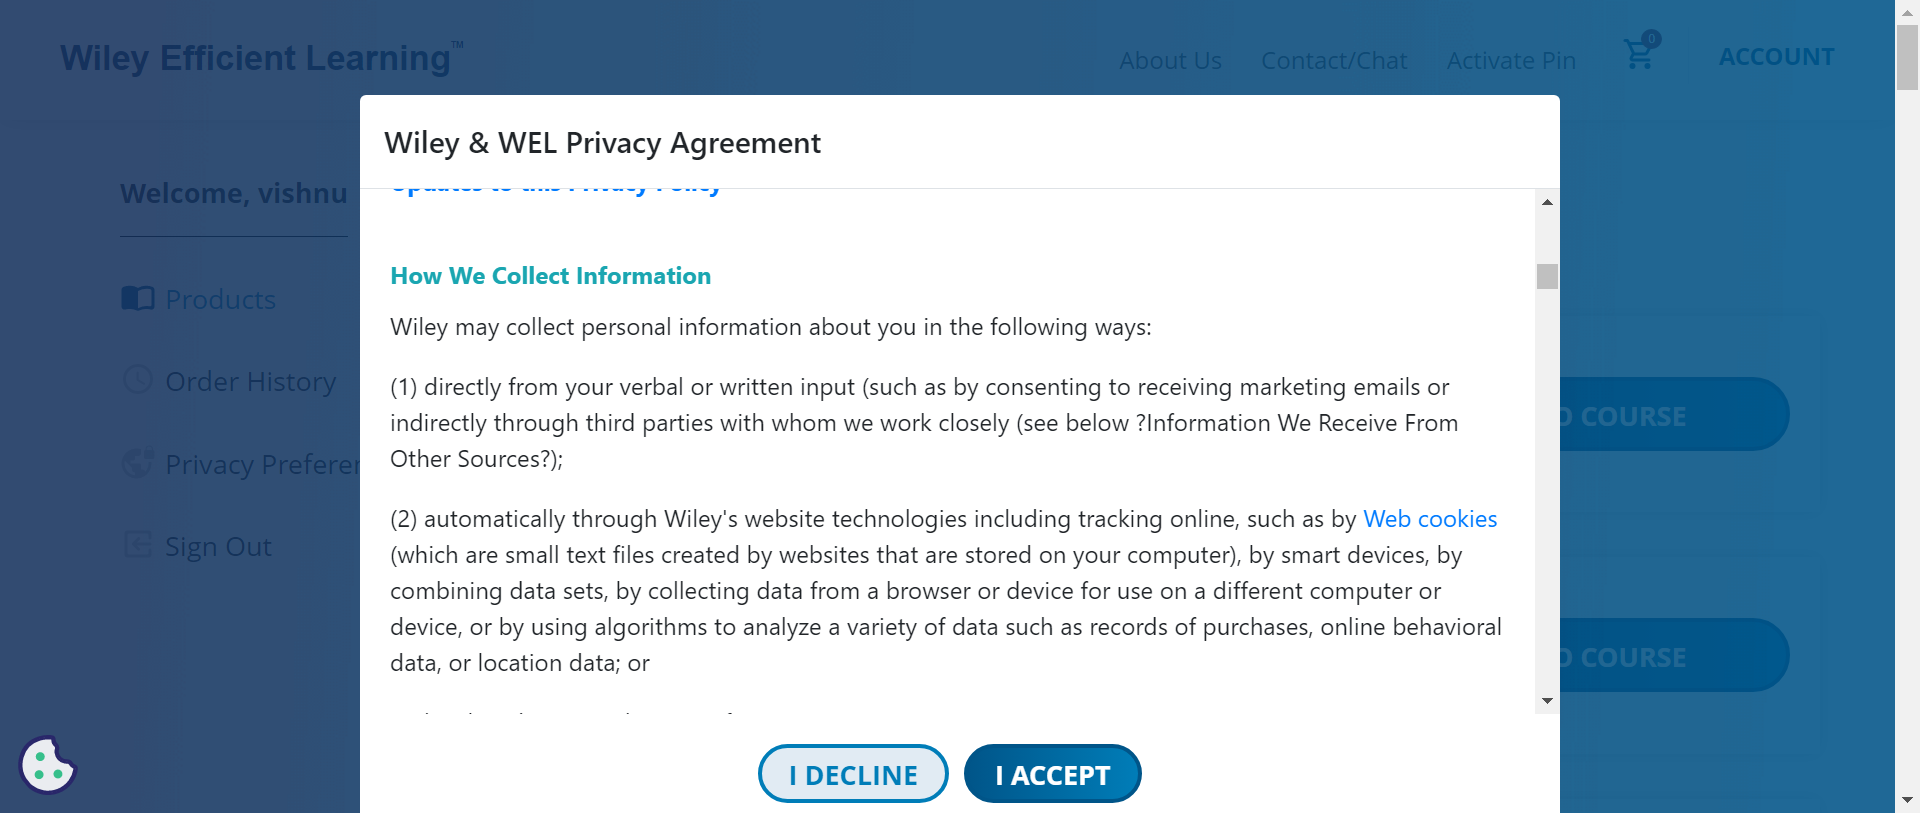 Wiley Efficient Learning™
About Us
Contact/Chat
Activate Pin
0
ACCOUNT
Wiley & WEL Privacy Agreement
Welcome, vishnu
Products
Order History
Privacy Prefere
Sign Out
Updates to this Privacy Policy
How We Collect Information
Wiley may collect personal information about you in the following ways:
(1) directly from your verbal or written input (such as by consenting to receiving marketing emails or
indirectly through third parties with whom we work closely (see below ?Information We Receive From
Other Sources?);
(2) automatically through Wiley's website technologies including tracking online, such as by Web cookies
(which are small text files created by websites that are stored on your computer), by smart devices, by
combining data sets, by collecting data from a browser or device for use on a different computer or
device, or by using algorithms to analyze a variety of data such as records of purchases, online behavioral
data, or location data; or
O COURSE
O COURSE
I DECLINE
I ACCEPT